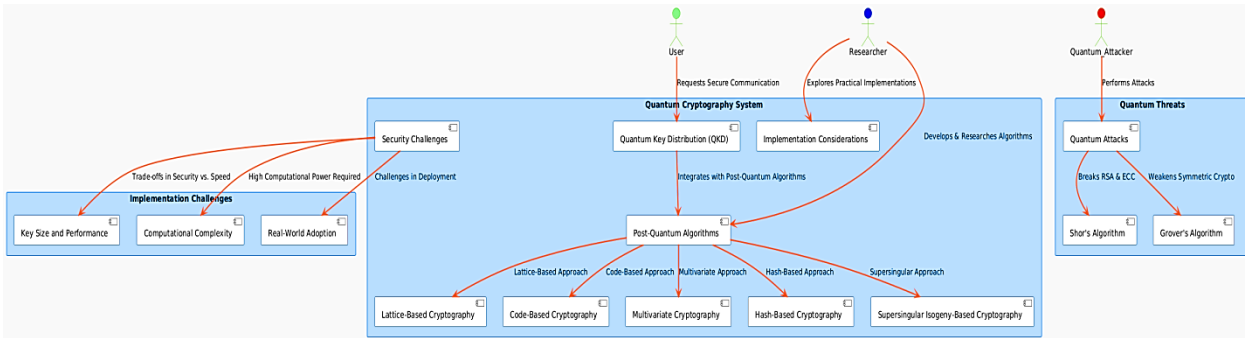 User
Researcher
Quantum_Attacker
Requests Secure Communication
Explores Practical Implementations
Performs Attacks
Quantum Cryptography System
Quantum Threats
Security Challenges
Quantum Key Distribution (QKD)
Implementation Considerations
Develops & Researches Algorithms
Quantum Attacks
Trade-offs in Security vs. Speed
High Computational Power Required
Challenges in Deployment
Integrates with Post-Quantum Algorithms
Breaks RSA & ECC
Weakens Symmetric Crypto
Implementation Challenges
Key Size and Performance
Computational Complexity
Real-World Adoption
Post-Quantum Algorithms
Shor's Algorithm
Grover's Algorithm
Lattice-Based Approach
Code-Based Approach
Multivariate Approach
Hash-Based Approach
Supersingular Approach
Lattice-Based Cryptography
Code-Based Cryptography
Multivariate Cryptography
Hash-Based Cryptography
Supersingular Isogeny-Based Cryptography